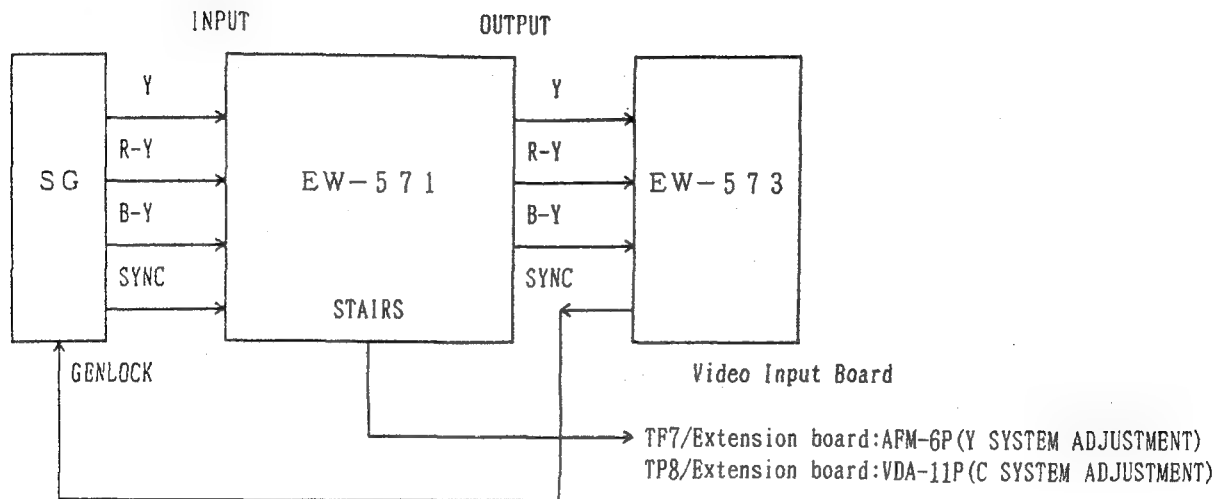 INPUT OUTPUT
Y Y
R-Y R-Y
SG EW-571 EW-573
B-Y B-Y
SYNC SYNC
STAIRS
GENLOCK Video Input Board
TF7/Extension board:AFM-6P(Y SYSTEM ADJUSTMENT)
TP8/Extension board:VDA-11P(C SYSTEM ADJUSTMENT)